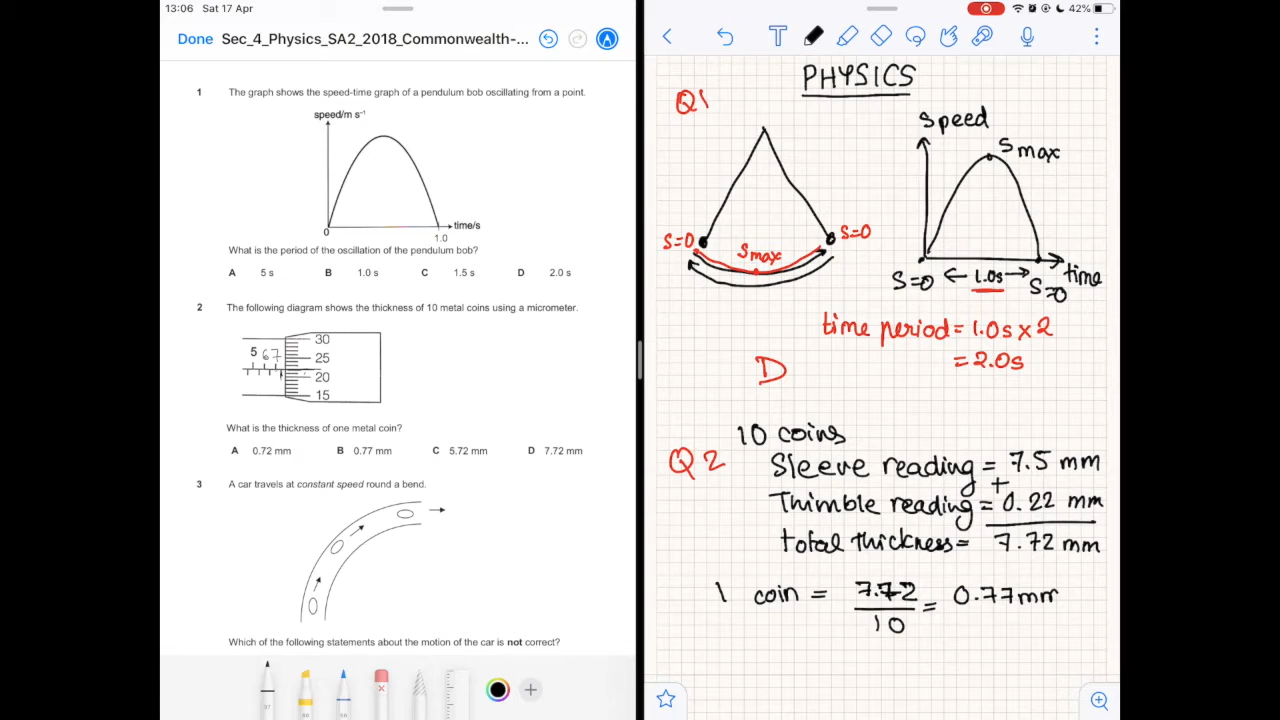 13:06 Sat 17 Apr
Done Sec_4_Physics_SA2_2018_Commonwealth-...
1 The graph shows the speed-time graph of a pendulum bob oscillating from a point.
speed/m s⁻¹
0
1.0
time/s
What is the period of the oscillation of the pendulum bob?
A 5 s B 1.0 s C 1.5 s D 2.0 s
2 The following diagram shows the thickness of 10 metal coins using a micrometer.
30
5 6 7 25
20
15
What is the thickness of one metal coin?
A 0.72 mm B 0.77 mm C 5.72 mm D 7.72 mm
3 A car travels at constant speed round a bend.
Which of the following statements about the motion of the car is not correct?
42%
T
PHYSICS
Q1
speed
S max
S=0 S=0
S max
S=0 1.0s S=0 time
time period = 1.0s x 2
= 2.0s
D
10 coins
Q2 Sleeve reading = 7.5 mm
+
Thimble reading = 0.22 mm
total thickness = 7.72 mm
1 coin = 7.72 = 0.77mm
10